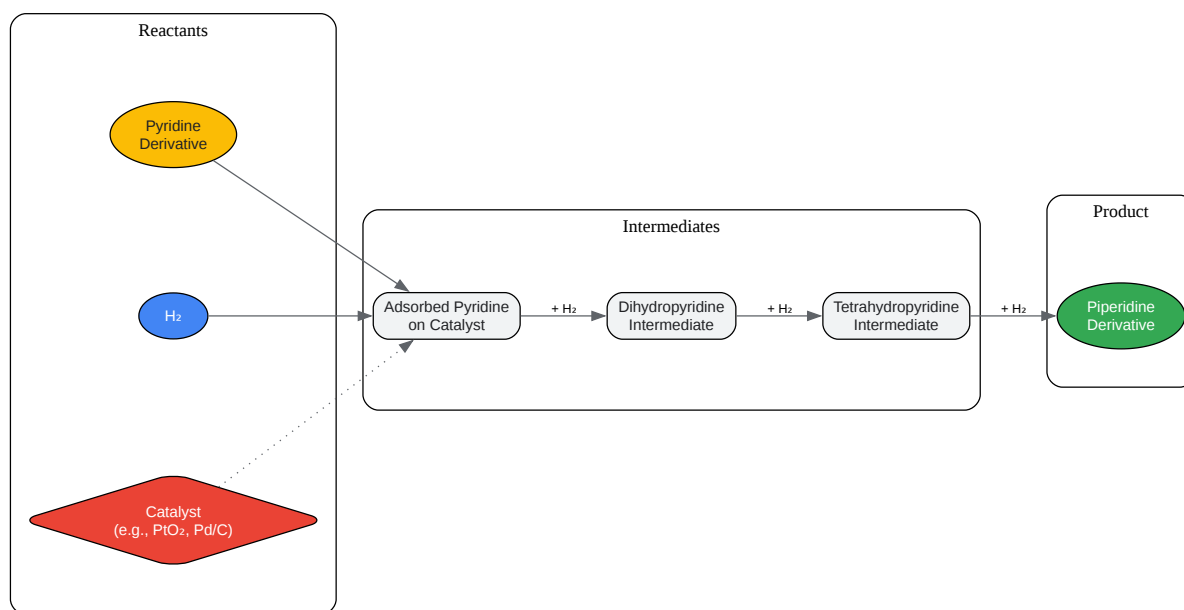 Reactants
Pyridine
Derivative
H₂
Catalyst
(e.g., PtO₂, Pd/C)
Intermediates
Adsorbed Pyridine
on Catalyst
+ H₂
Dihydropyridine
Intermediate
+ H₂
Tetrahydropyridine
Intermediate
+ H₂
Product
Piperidine
Derivative